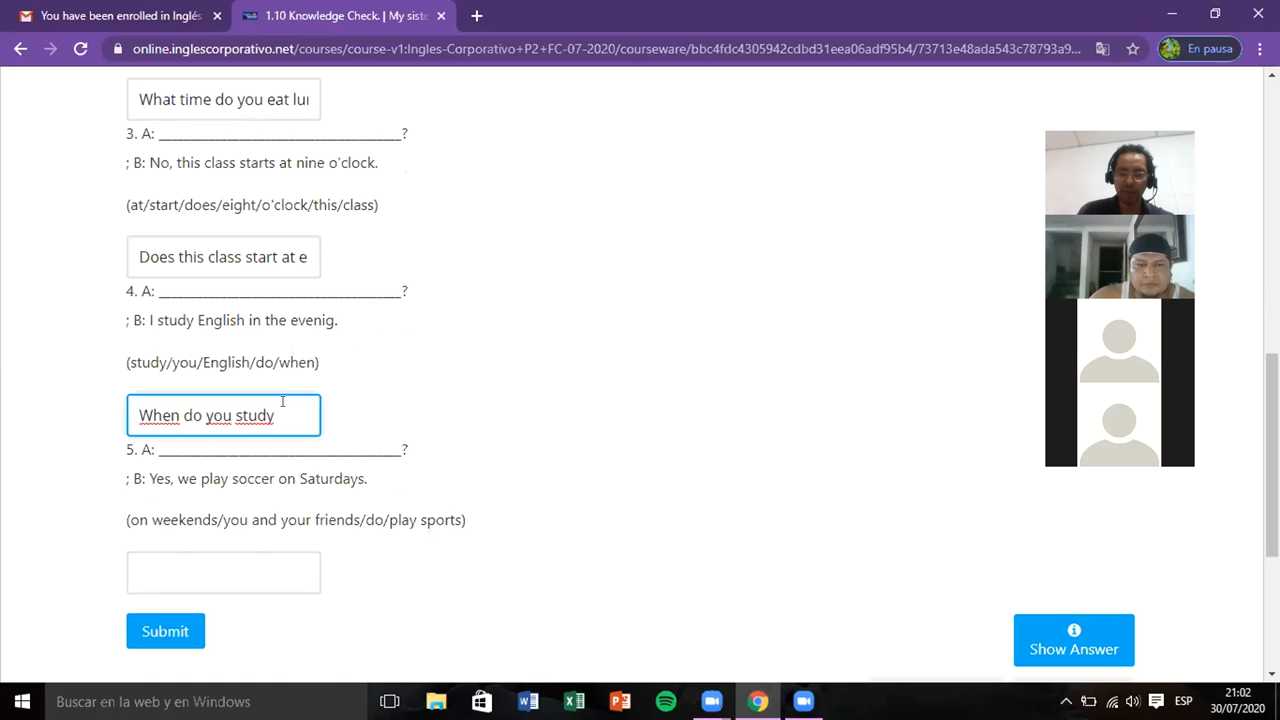 You have been enrolled in Inglés
1.10 Knowledge Check. | My siste
online.inglescorporativo.net/courses/course-v1:Ingles-Corporativo+P2+FC-07-2020/courseware/bbc4fdc4305942cdbd31eea06adf95b4/73713e48ada543c78793a9...
En pausa
What time do you eat lun
3. A: ___________________________________?
; B: No, this class starts at nine o'clock.
(at/start/does/eight/o'clock/this/class)
Does this class start at e
4. A: ___________________________________?
; B: I study English in the evenig.
(study/you/English/do/when)
When do you study
5. A: ___________________________________?
; B: Yes, we play soccer on Saturdays.
(on weekends/you and your friends/do/play sports)
Submit
Show Answer
Buscar en la web y en Windows
ESP
21:02
30/07/2020